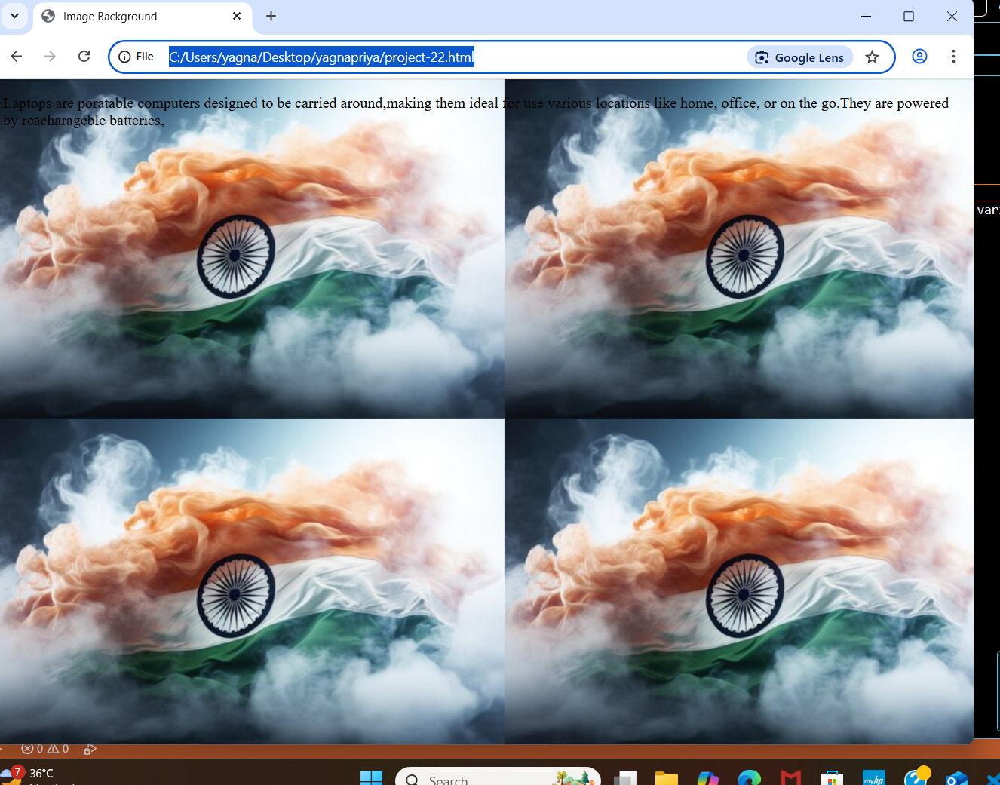 Image Background
File
C:/Users/yagna/Desktop/yagnapriya/project-22.html
Google Lens
Laptops are poratable computers designed to be carried around,making them ideal for use various locations like home, office, or on the go.They are powered
by reacharageble batteries,
var
0 0
7
36°C
Search
myhp